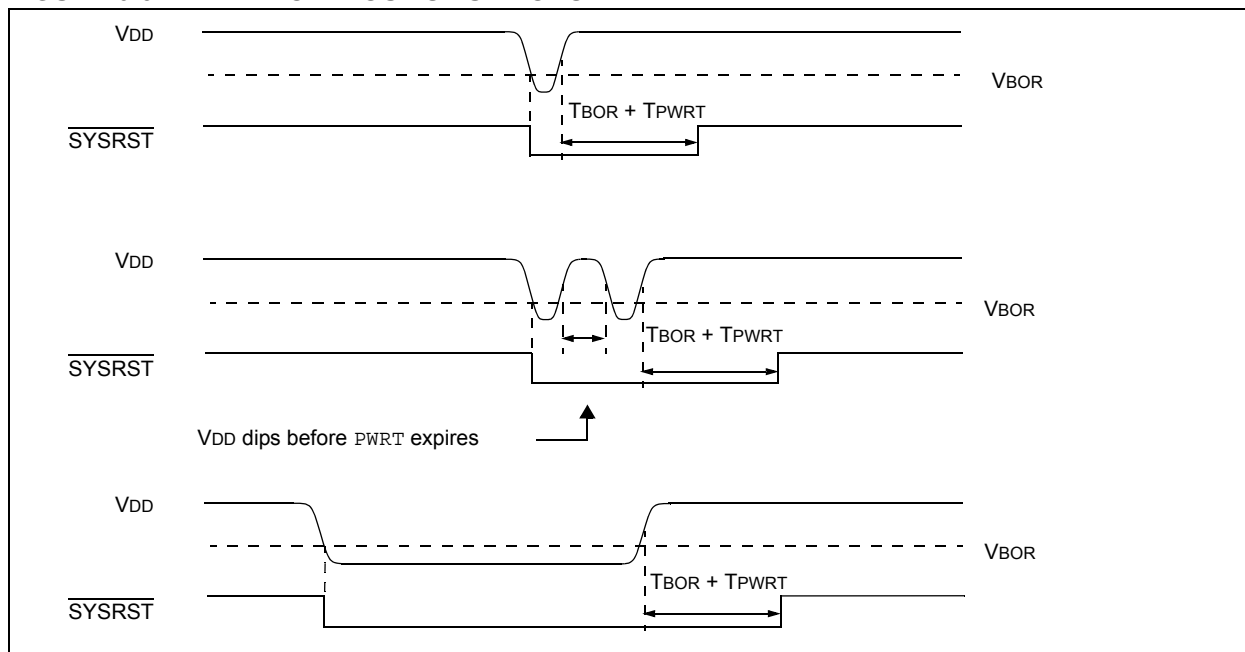 VDD
VBOR
TBOR + TPWRT
SYSRST
VDD
VBOR
TBOR + TPWRT
SYSRST
VDD dips before PWRT expires
VDD
VBOR
TBOR + TPWRT
SYSRST